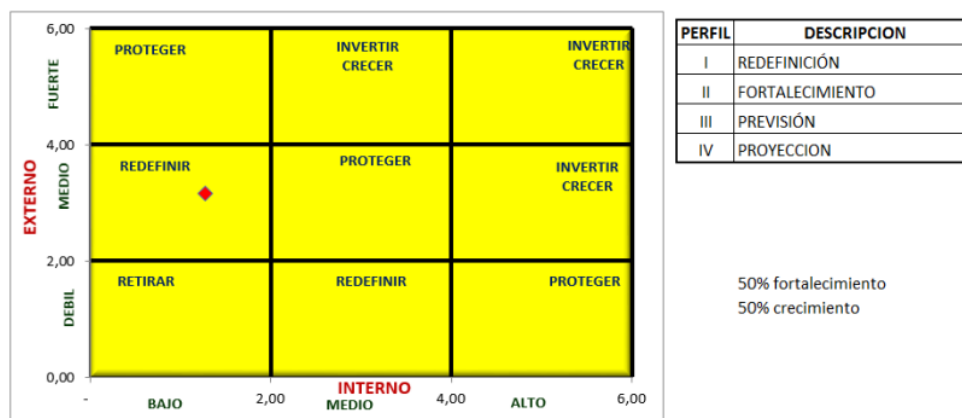 6,00
4,00
2,00
0,00
EXTERNO
FUERTE
MEDIO
DEBIL
PROTEGER
INVERTIR
CRECER
INVERTIR
CRECER
REDEFINIR
PROTEGER
INVERTIR
CRECER
RETIRAR
REDEFINIR
PROTEGER
-
2,00
4,00
6,00
INTERNO
BAJO
MEDIO
ALTO
PERFIL DESCRIPCION
I REDEFINICIÓN
II FORTALECIMIENTO
III PREVISIÓN
IV PROYECCION
50% fortalecimiento
50% crecimiento